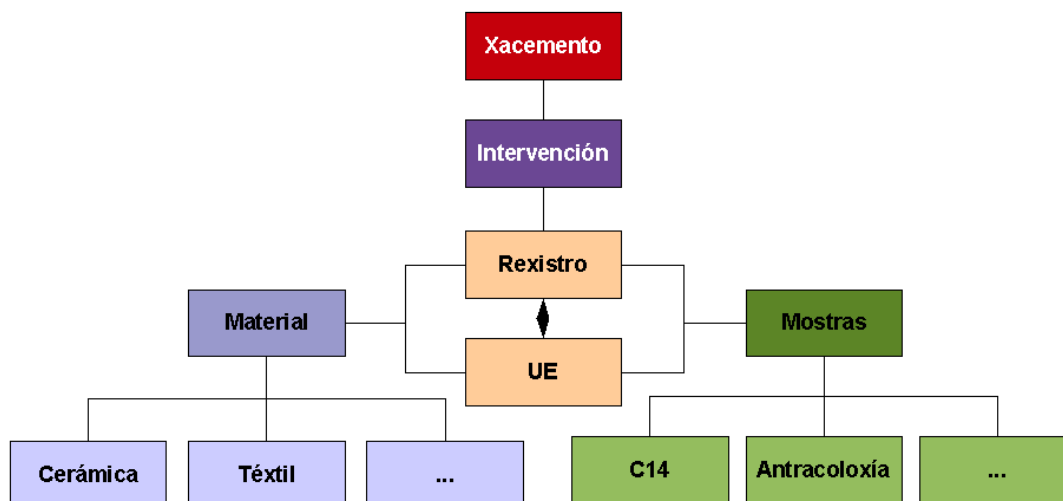 Xacemento
Intervención
Rexistro
Material
Mostras
UE
Cerámica
Téxtil
...
C14
Antracoloxía
...